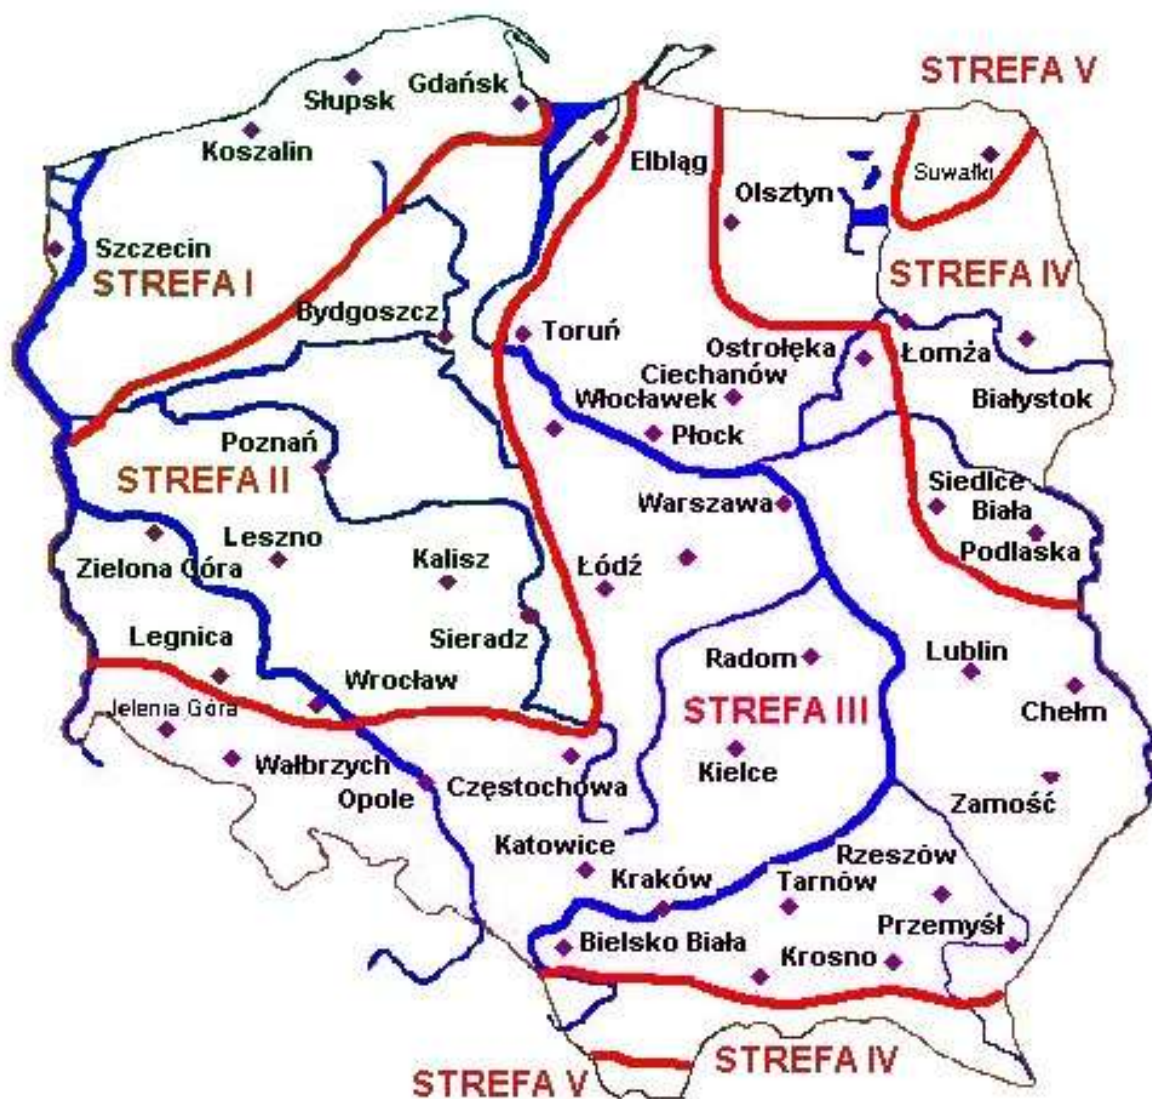 STREFA V
Słupsk
Gdańsk
Koszalin
Elbląg
Suwałki
Olsztyn
Szczecin
STREFA I
STREFA IV
Bydgoszcz
Toruń
Ostrołęka
Łomża
Ciechanów
Włocławek
Białystok
Poznań
Płock
STREFA II
Warszawa
Siedlce
Biała
Podlaska
Leszno
Zielona Góra
Kalisz
Łódź
Legnica
Sieradz
Radom
Lublin
Wrocław
Jelenia Góra
STREFA III
Chełm
Wałbrzych
Opole
Częstochowa
Kielce
Zamość
Katowice
Kraków
Rzeszów
Tarnów
Przemyśł
Bielsko Biała
Krosno
STREFA V
STREFA IV